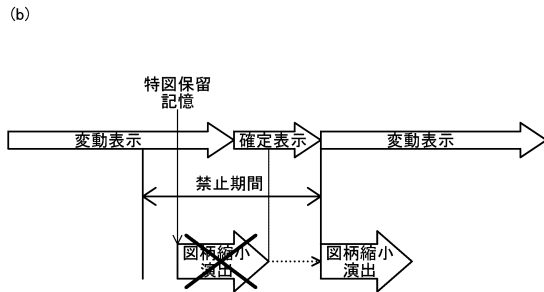 (b)
特図保留
記憶
変動表示
確定表示
変動表示
禁止期間
図柄縮小
演出
図柄縮小
演出